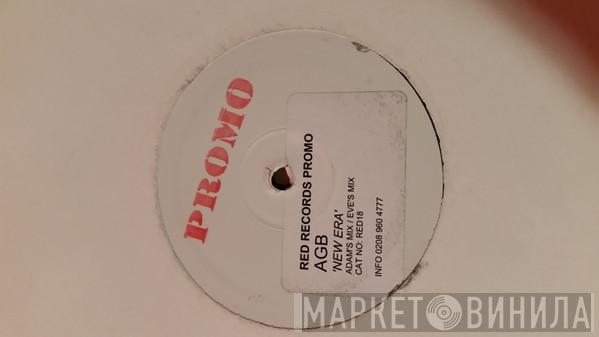 PROMO
RED RECORDS PROMO
AGB
'NEW ERA'
ADAM'S MIX / EVE'S MIX
CAT NO: RED18
INFO 0208 960 4777
МАРКЕТ ВИНИЛА